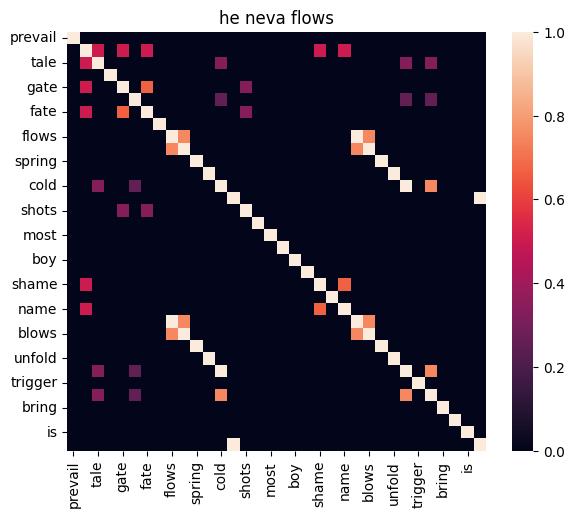 he neva flows
prevail
tale
gate
fate
flows
spring
cold
shots
most
boy
shame
name
blows
unfold
trigger
bring
is
prevail
tale
gate
fate
flows
spring
cold
shots
most
boy
shame
name
blows
unfold
trigger
bring
is
1.0
0.8
0.6
0.4
0.2
0.0